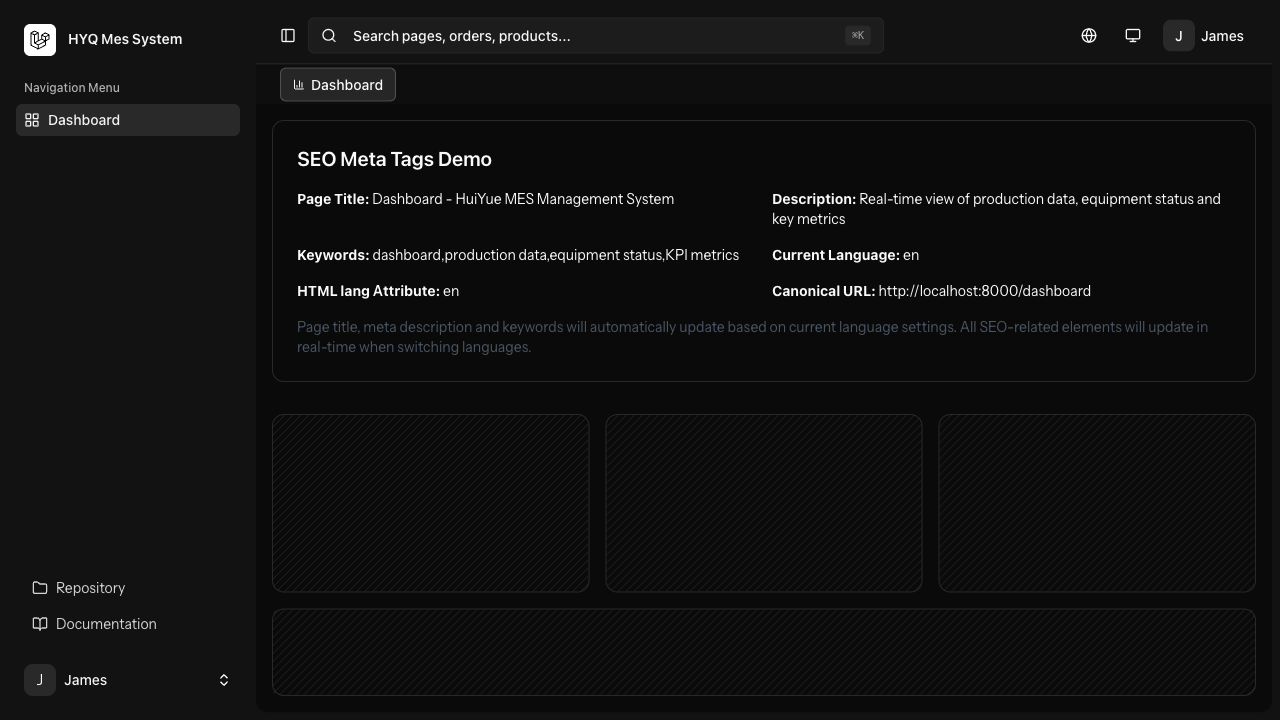 HYQ Mes System
Navigation Menu
Dashboard
Repository
Documentation
J James
Search pages, orders, products... ⌘K
J James
Dashboard
SEO Meta Tags Demo
Page Title: Dashboard - HuiYue MES Management System
Description: Real-time view of production data, equipment status and
key metrics
Keywords: dashboard,production data,equipment status,KPI metrics
Current Language: en
HTML lang Attribute: en
Canonical URL: http://localhost:8000/dashboard
Page title, meta description and keywords will automatically update based on current language settings. All SEO-related elements will update in
real-time when switching languages.